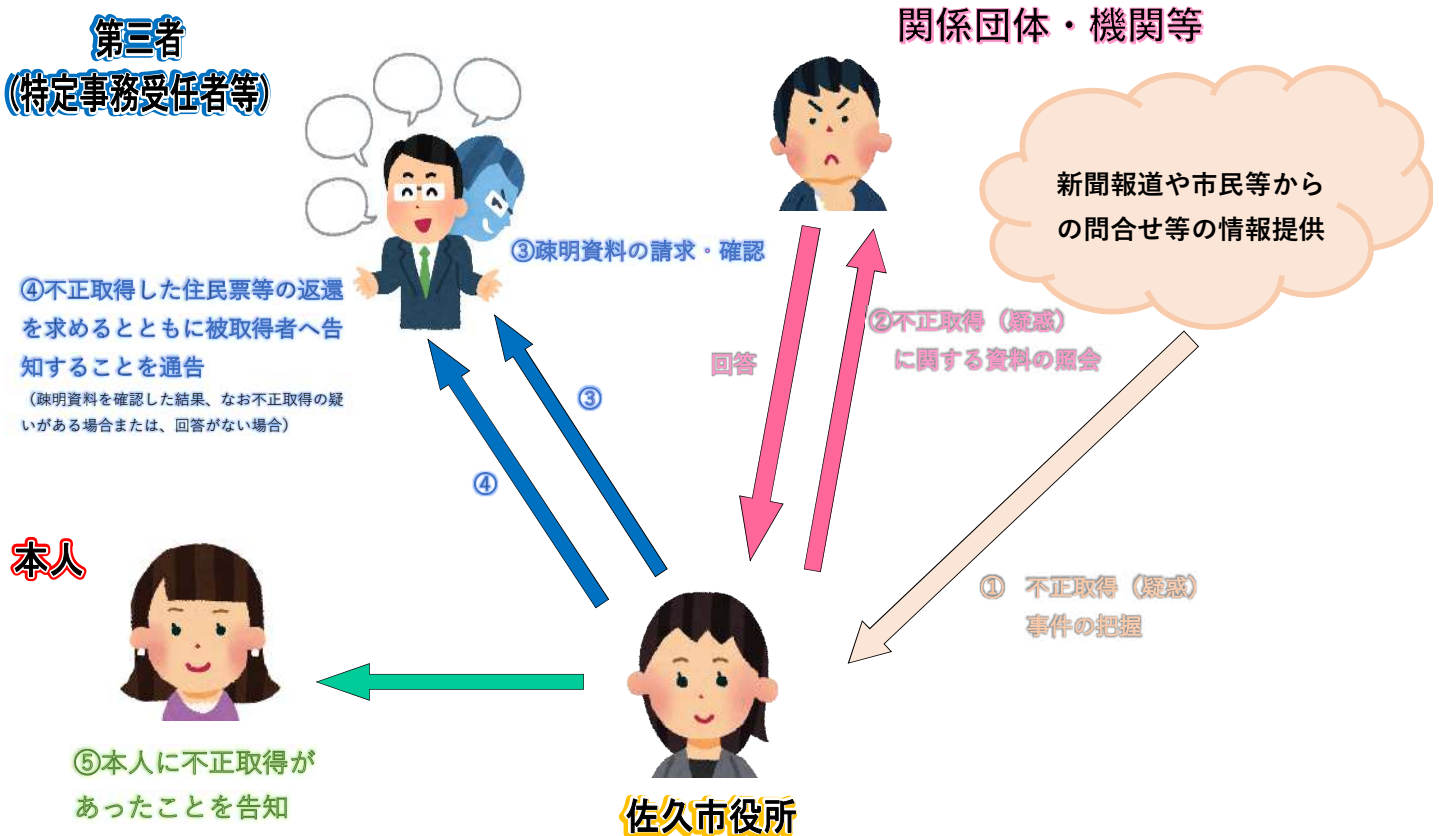 第三者
(特定事務受任者等)
関係団体・機関等
新聞報道や市民等から
の問合せ等の情報提供
③疎明資料の請求・確認
④不正取得した住民票等の返還
を求めるとともに被取得者へ告
知することを通告
（疎明資料を確認した結果、なお不正取得の疑
いがある場合または、回答がない場合）
②不正取得（疑惑）
に関する資料の照会
回答
③
④
本人
① 不正取得（疑惑）
事件の把握
⑤本人に不正取得が
あったことを告知
佐久市役所